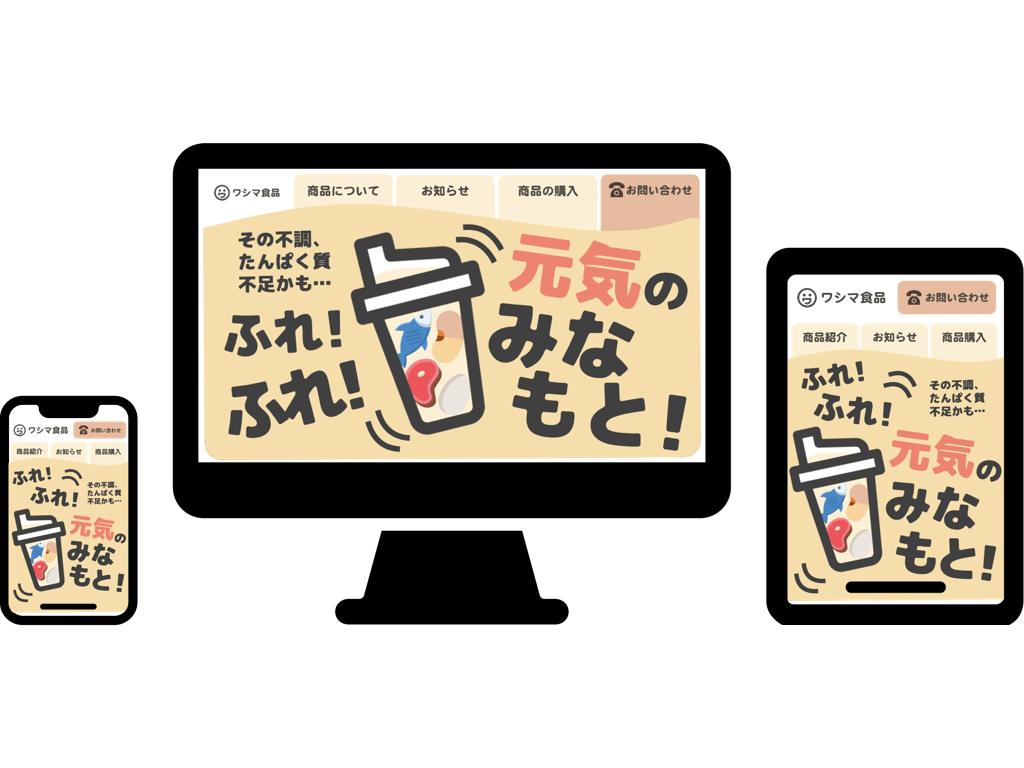 ワシマ食品
お問い合わせ
商品紹介
お知らせ
商品購入
ふれ!
ふれ!
その不調、
たんぱく質
不足かも…
元気の
みな
もと!
ワシマ食品
商品について
お知らせ
商品の購入
お問い合わせ
その不調、
たんぱく質
不足かも…
ふれ!
ふれ!
元気の
みな
もと!
ワシマ食品
お問い合わせ
商品紹介
お知らせ
商品購入
ふれ!
ふれ!
その不調、
たんぱく質
不足かも…
元気の
みな
もと!